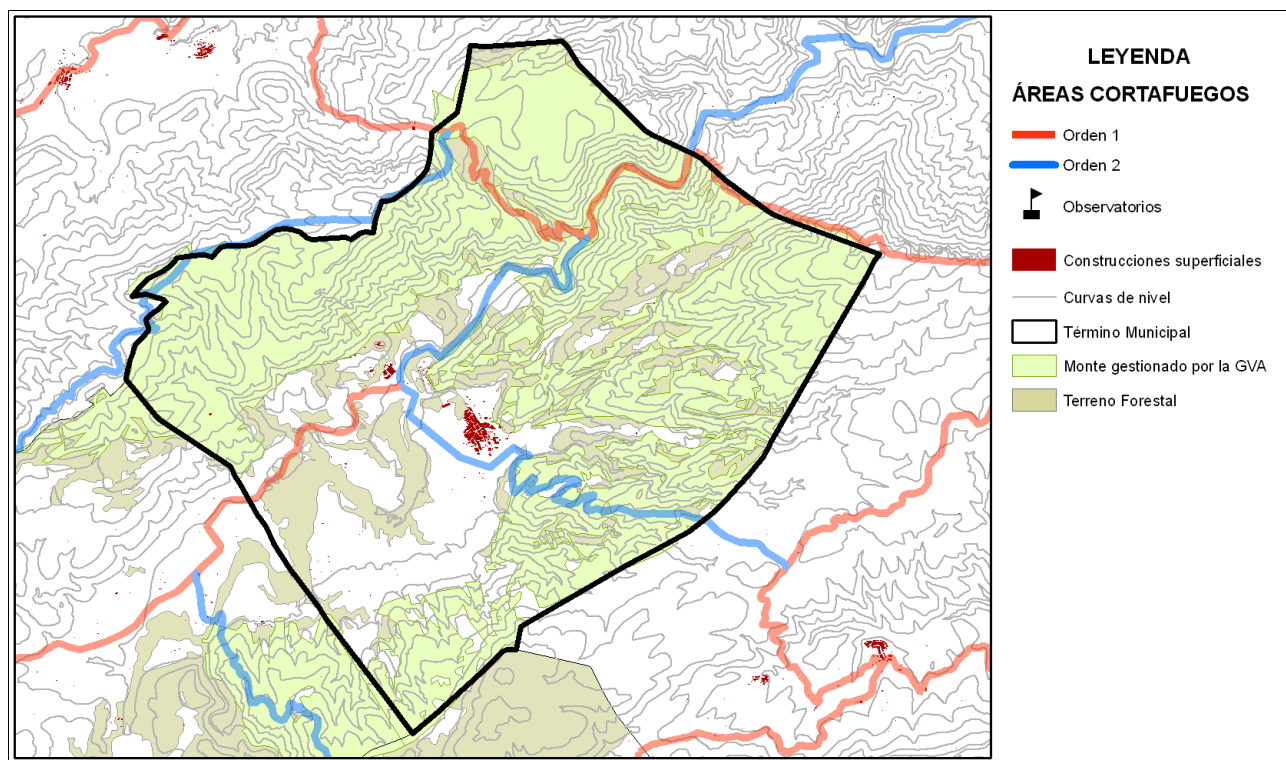 LEYENDA
ÁREAS CORTAFUEGOS
Orden 1
Orden 2
Observatorios
Construcciones superficiales
Curvas de nivel
Término Municipal
Monte gestionado por la GVA
Terreno Forestal